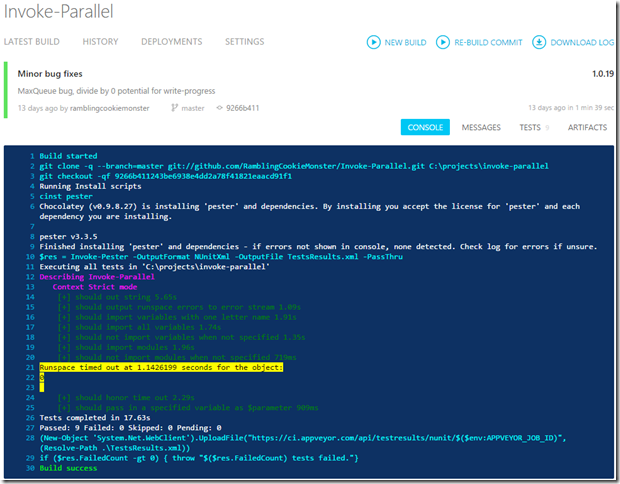 Invoke-Parallel
LATEST BUILD HISTORY DEPLOYMENTS SETTINGS NEW BUILD RE-BUILD COMMIT DOWNLOAD LOG
Minor bug fixes 1.0.19
MaxQueue bug, divide by 0 potential for write-progress
13 days ago by ramblingcookiemonster master 9266b411 13 days ago in 1 min 39 sec
CONSOLE MESSAGES TESTS 9 ARTIFACTS
1 Build started
2 git clone -q --branch=master git://github.com/RamblingCookieMonster/Invoke-Parallel.git C:\projects\invoke-parallel
3 git checkout -qf 9266b411243be6938e4dd2a78f41821eaacd91f1
4 Running Install scripts
5 cinst pester
6 Chocolatey (v0.9.8.27) is installing 'pester' and dependencies. By installing you accept the license for 'pester' and each
dependency you are installing.
7
8 pester v3.3.5
9 Finished installing 'pester' and dependencies - if errors not shown in console, none detected. Check log for errors if unsure.
10 $res = Invoke-Pester -OutputFormat NUnitXml -OutputFile TestsResults.xml -PassThru
11 Executing all tests in 'C:\projects\invoke-parallel'
12 Describing Invoke-Parallel
13 Context Strict mode
14 [+] should out string 5.65s
15 [+] should output runspace errors to error stream 1.09s
16 [+] should import variables with one letter name 1.81s
17 [+] should import all variables 1.74s
18 [+] should not import variables when not specified 1.35s
19 [+] should import modules 1.96s
20 [+] should not import modules when not specified 719ms
21 Runspace timed out at 1.1426199 seconds for the object:
22
23
24 [+] should honor time out 2.29s
25 [+] should pass in a specified variable as $parameter 909ms
26 Tests completed in 17.63s
27 Passed: 9 Failed: 0 Skipped: 0 Pending: 0
28 (New-Object 'System.Net.WebClient').UploadFile("https://ci.appveyor.com/api/testresults/nunit/$($env:APPVEYOR_JOB_ID)",
(Resolve-Path .\TestsResults.xml))
29 if ($res.FailedCount -gt 0) { throw "$($res.FailedCount) tests failed."}
30 Build success